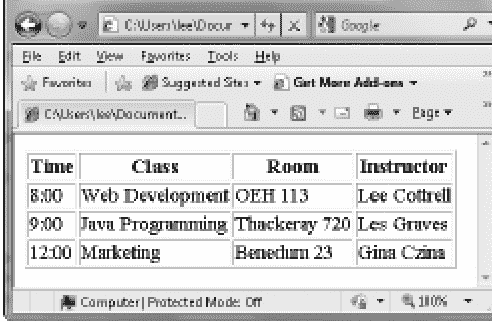 C:\Users\lee\Docur
Google
File Edit View Favorites Tools Help
Favorites Suggested Sites Get More Add-ons
C:\Users\lee\Document... Page
Time Class Room Instructor
8:00 Web Development OEH 113 Lee Cottrell
9:00 Java Programming Thackeray 720 Les Graves
12:00 Marketing Benedum 23 Gina Czina
Computer | Protected Mode: Off 100%